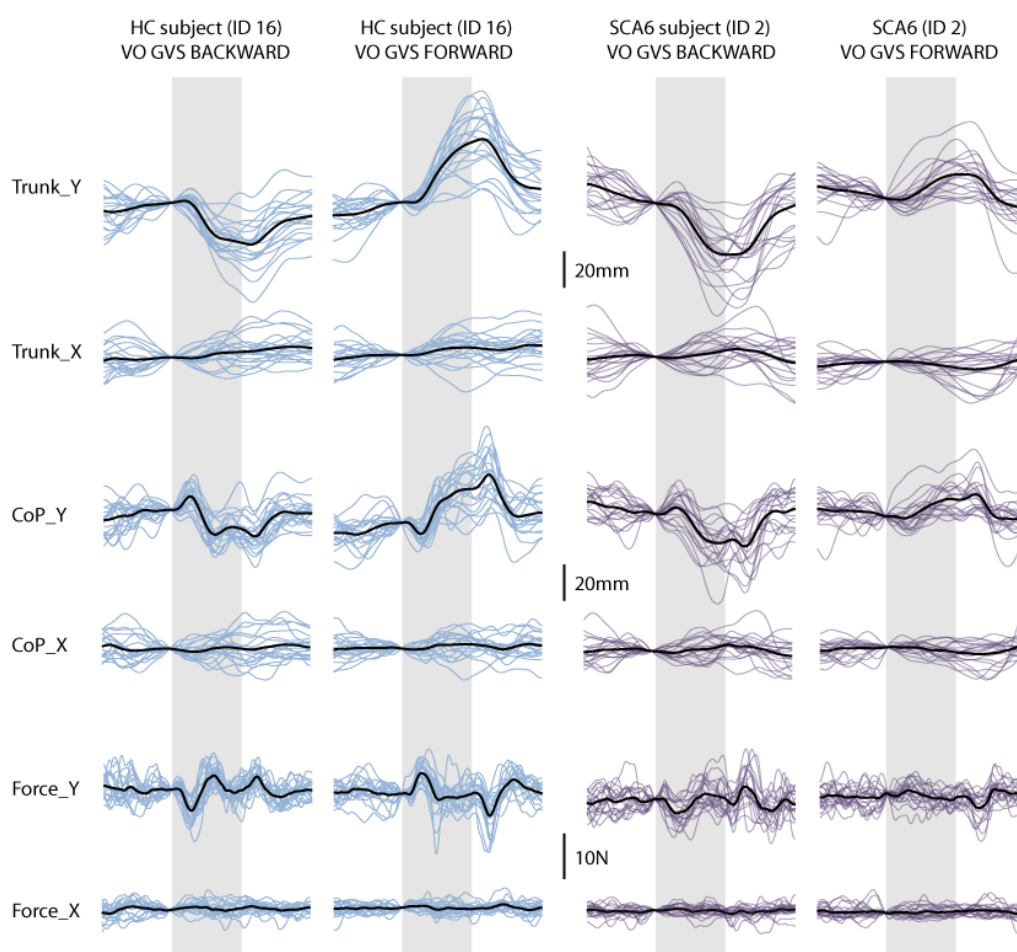 HC subject (ID 16)
VO GVS BACKWARD
HC subject (ID 16)
VO GVS FORWARD
SCA6 subject (ID 2)
VO GVS BACKWARD
SCA6 (ID 2)
VO GVS FORWARD
Trunk_Y
20mm
Trunk_X
CoP_Y
20mm
CoP_X
Force_Y
10N
Force_X